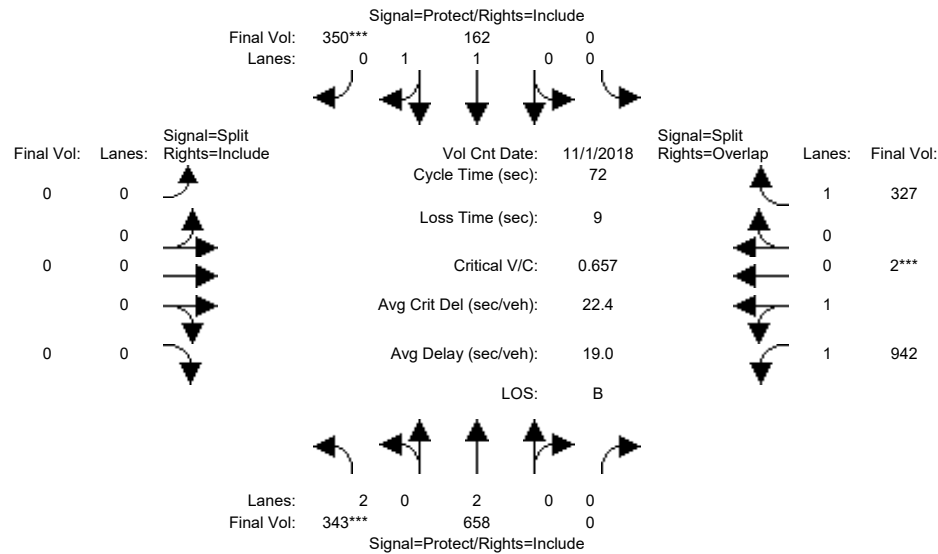 Signal=Protect/Rights=Include
Final Vol: 350*** 162 0
Lanes: 0 1 1 0 0
Signal=Split Signal=Split
Final Vol: Lanes: Rights=Include Vol Cnt Date: 11/1/2018 Rights=Overlap Lanes: Final Vol:
Cycle Time (sec): 72
0 0 1 327
Loss Time (sec): 9
0 0
0 0 Critical V/C: 0.657 0 2***
0 Avg Crit Del (sec/veh): 22.4 1
0 0 Avg Delay (sec/veh): 19.0 1 942
LOS: B
Lanes: 2 0 2 0 0
Final Vol: 343*** 658 0
Signal=Protect/Rights=Include